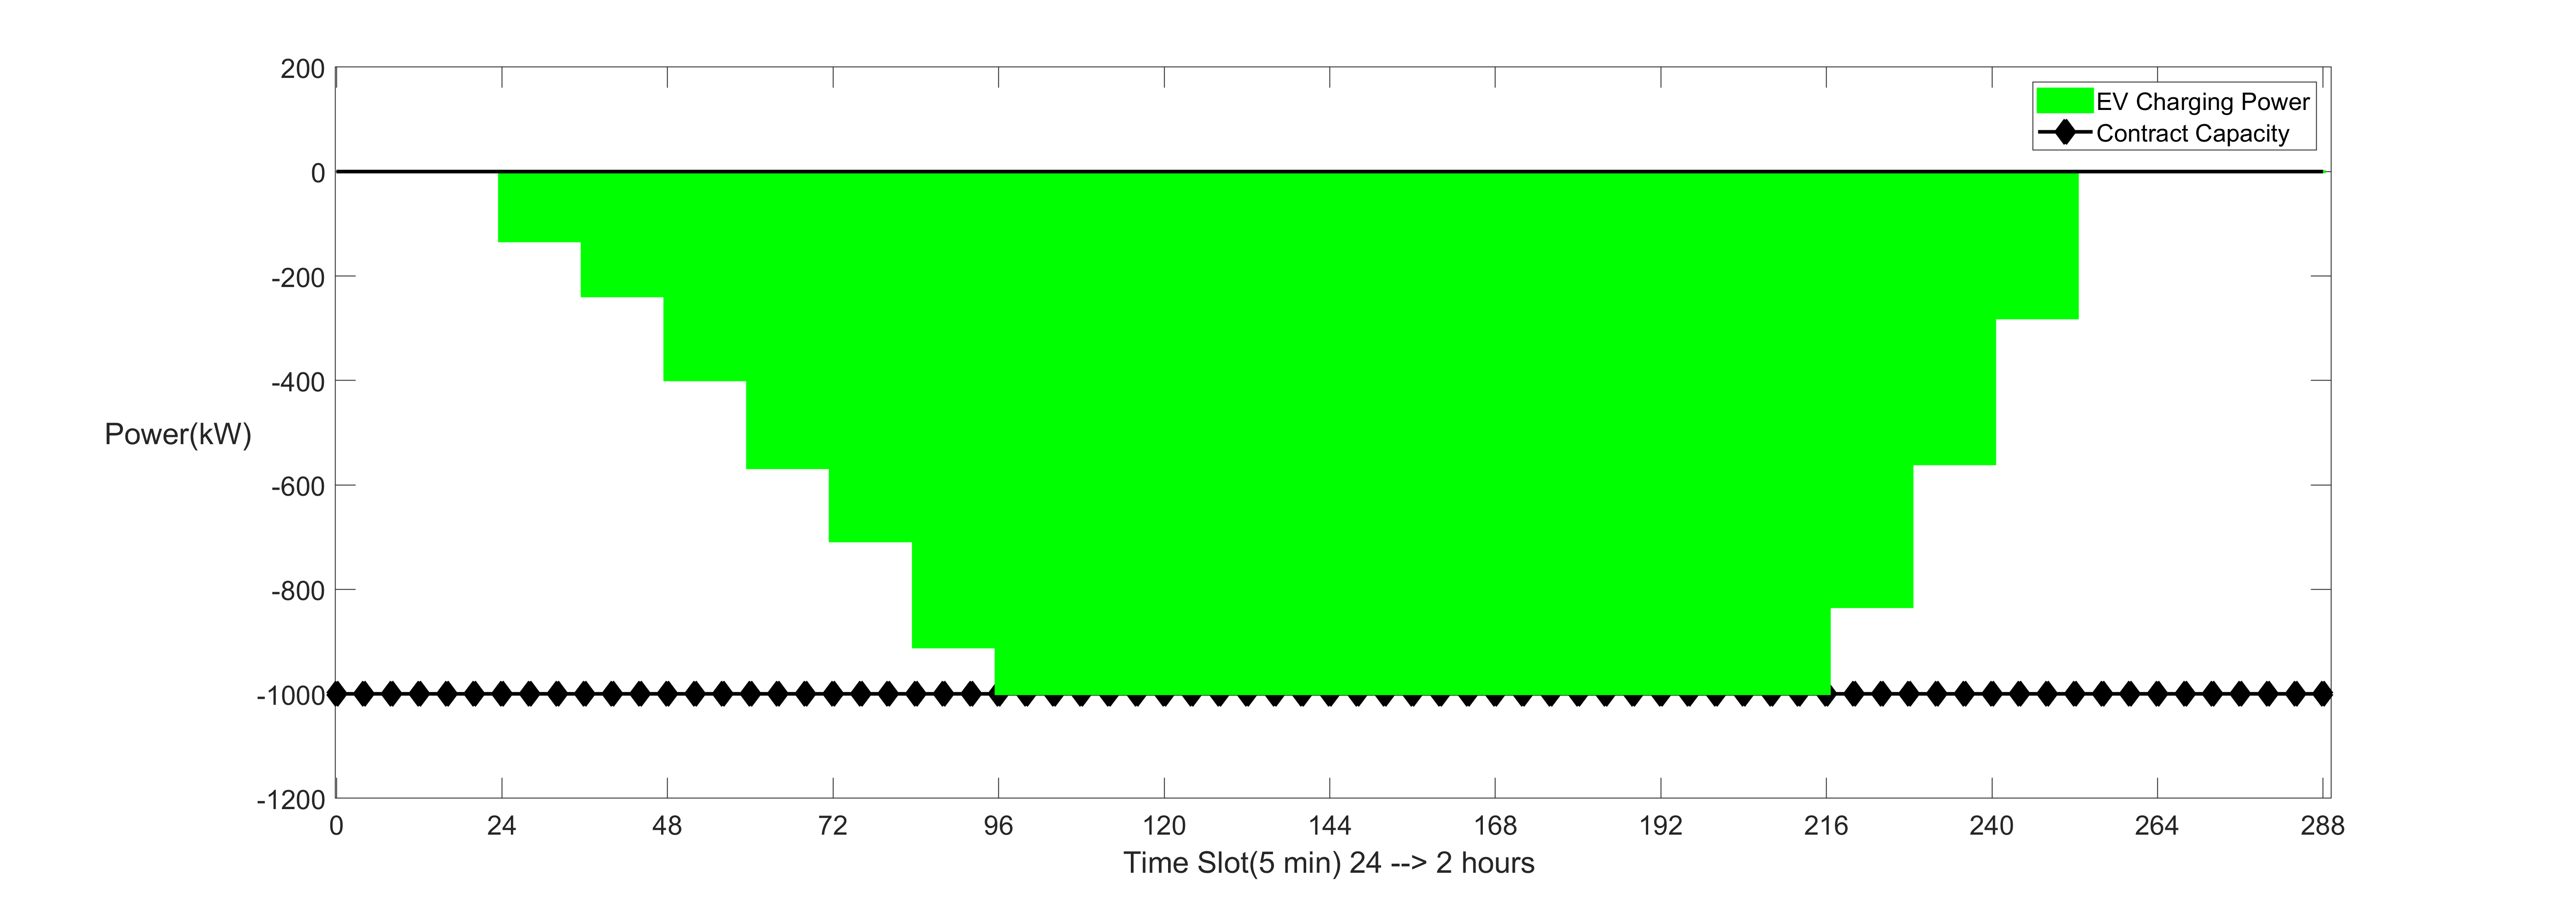 200
0
-200
-400
-600
-800
-1000
-1200
Power(kW)
EV Charging Power
Contract Capacity
0 24 48 72 96 120 144 168 192 216 240 264 288
Time Slot(5 min) 24 --> 2 hours